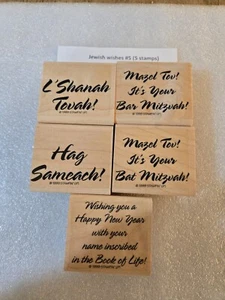 Jewish wishes #5 (5 stamps)
L'Shanah
Tovah!
Mazel Tov!
It's Your
Bar Mitzvah!
Hag
Sameach!
Mazel Tov!
It's Your
Bat Mitzvah!
Wishing you a
Happy New Year
with your
name inscribed
in the Book of Life!